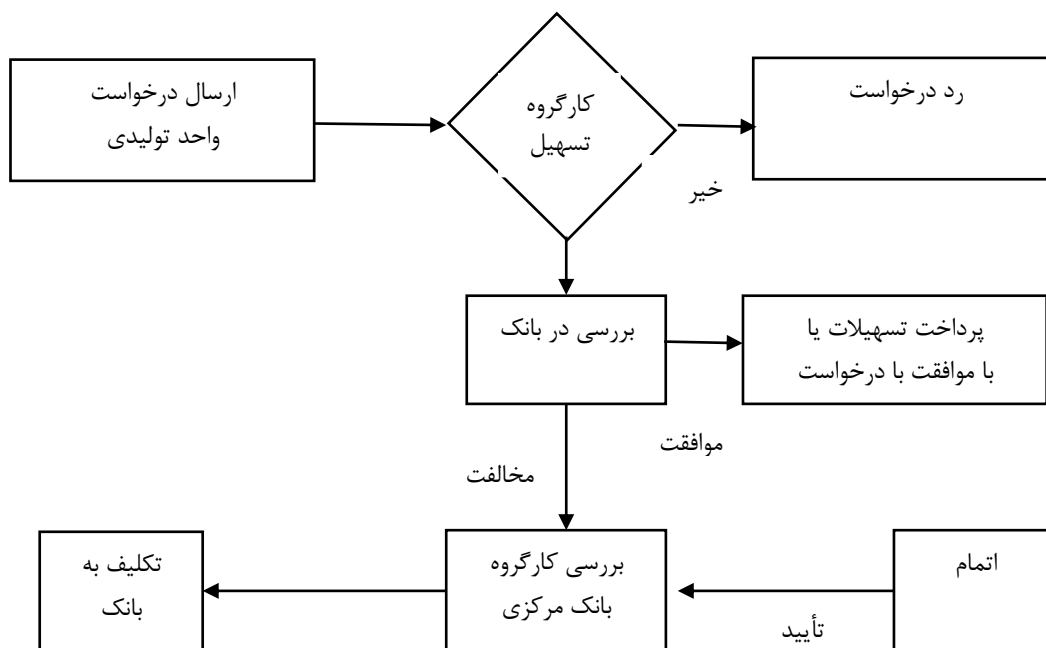 ارسال درخواست
واحد تولیدی
کارگروه
تسهیل
رد درخواست
خیر
بررسی در بانک
پرداخت تسهیلات یا
با موافقت با درخواست
موافقت
مخالفت
تکلیف به
بانک
بررسی کارگروه
بانک مرکزی
اتمام
تأیید